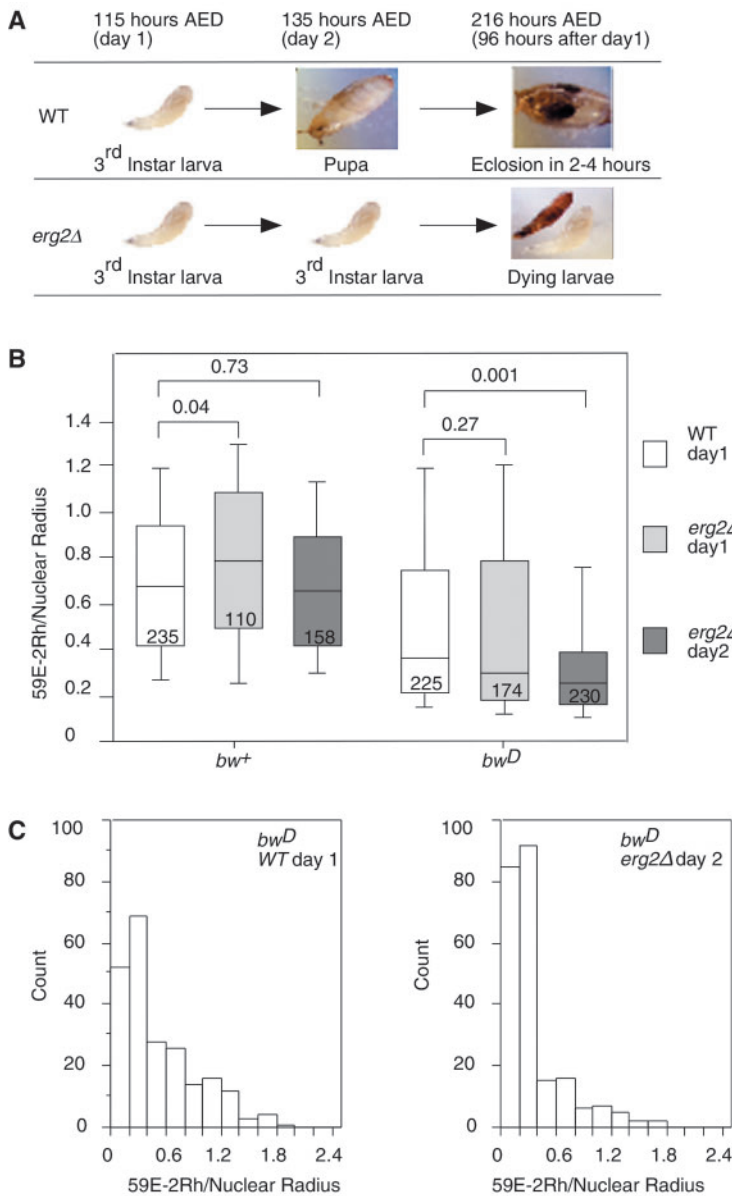 A
115 hours AED
(day 1)
135 hours AED
(day 2)
216 hours AED
(96 hours after day1)
WT
3rd Instar larva
Pupa
Eclosion in 2-4 hours
erg2Δ
3rd Instar larva
3rd Instar larva
Dying larvae
B
0.73
0.04
0.001
0.27
1.4
1.2
1.0
0.8
0.6
0.4
0.2
0
59E-2Rh/Nuclear Radius
235
110
158
225
174
230
bw+
bwD
WT
day1
erg2Δ
day1
erg2Δ
day2
C
100
80
60
40
20
0
Count
bwD
WT day 1
0 0.6 1.2 1.8 2.4
59E-2Rh/Nuclear Radius
100
80
60
40
20
0
Count
bwD
erg2Δ day 2
0 0.6 1.2 1.8 2.4
59E-2Rh/Nuclear Radius